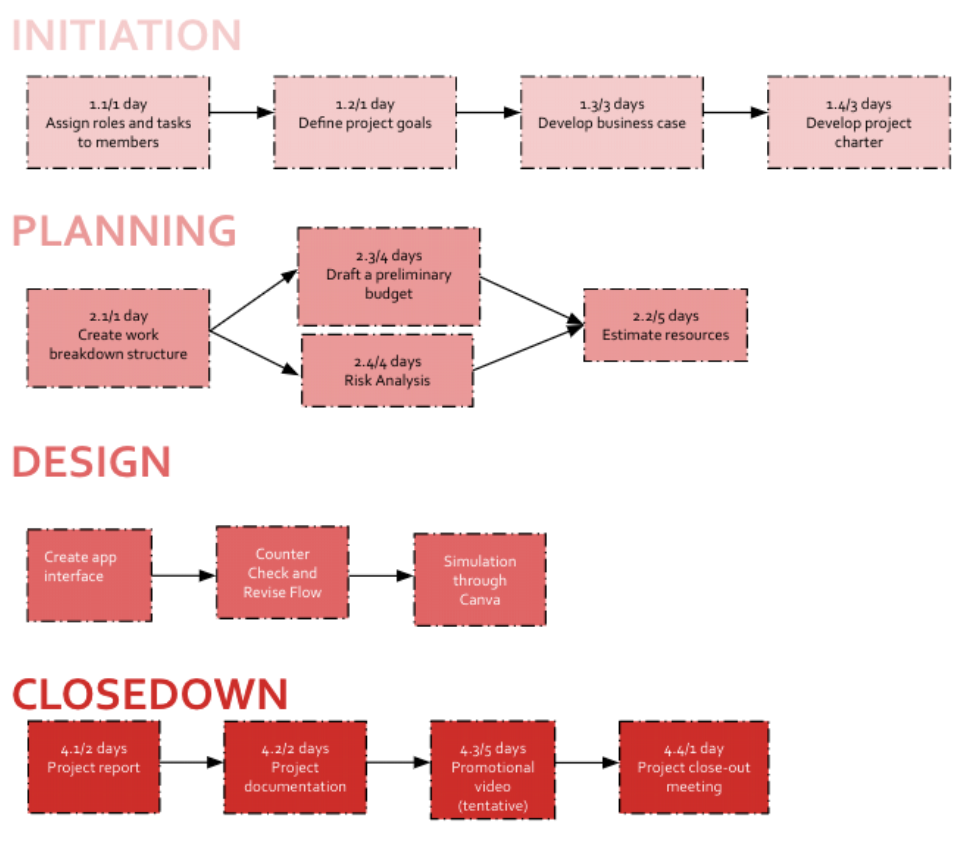 INITIATION
1.1/1 day
Assign roles and tasks
to members
1.2/1 day
Define project goals
1.3/3 days
Develop business case
1.4/3 days
Develop project
charter
PLANNING
2.1/1 day
Create work
breakdown structure
2.3/4 days
Draft a preliminary
budget
2.4/4 days
Risk Analysis
2.2/5 days
Estimate resources
DESIGN
Create app
interface
Counter
Check and
Revise Flow
Simulation
through
Canva
CLOSEDOWN
4.1/2 days
Project report
4.2/2 days
Project
documentation
4.3/5 days
Promotional
video
(tentative)
4.4/1 day
Project close-out
meeting